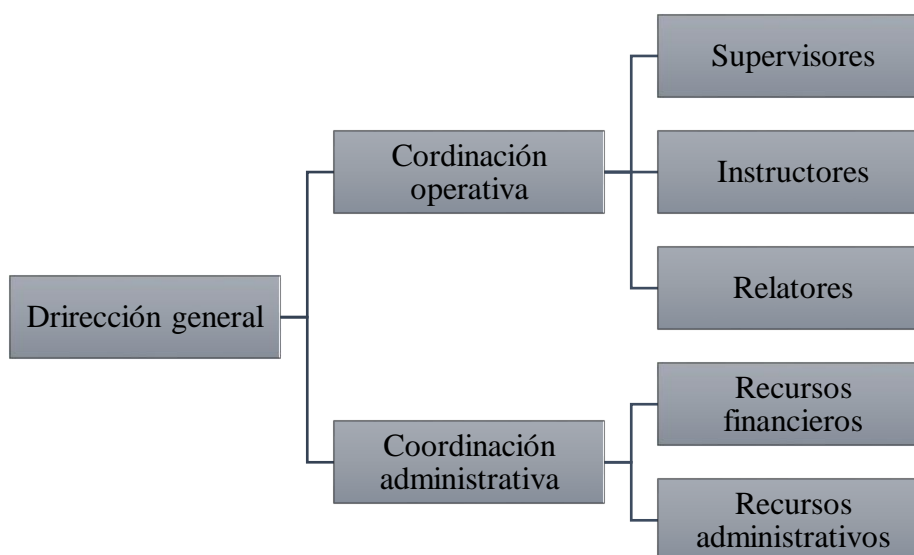 Drirección general
Cordinación
operativa
Supervisores
Instructores
Relatores
Coordinación
administrativa
Recursos
financieros
Recursos
administrativos